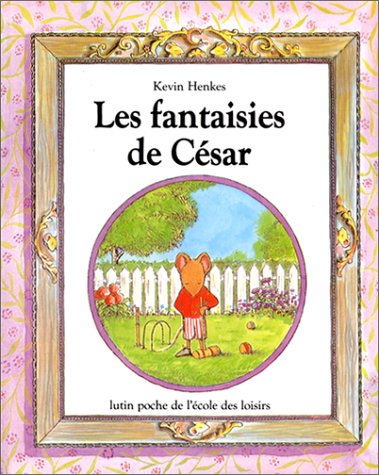 Kevin Henkes
Les fantaisies
de César
lutin poche de l'école des loisirs